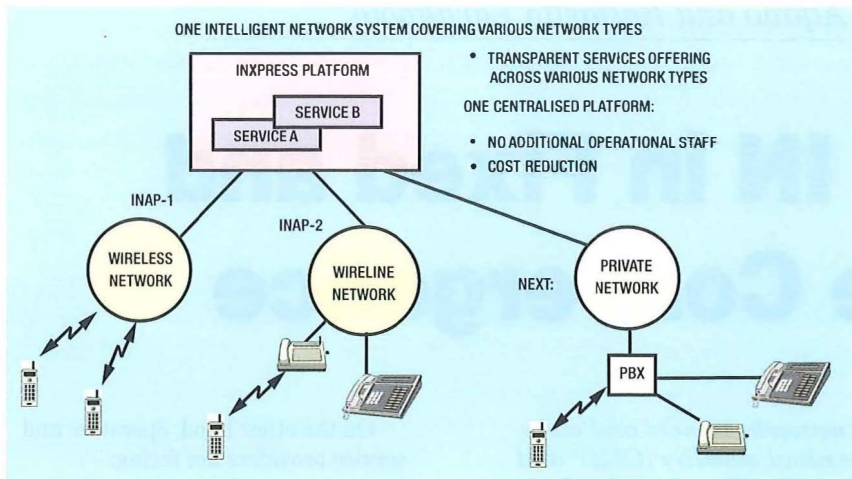 ONE INTELLIGENT NETWORK SYSTEM COVERING VARIOUS NETWORK TYPES
INXPRESS PLATFORM
SERVICE B
SERVICE A
• TRANSPARENT SERVICES OFFERING
ACROSS VARIOUS NETWORK TYPES
ONE CENTRALISED PLATFORM:
• NO ADDITIONAL OPERATIONAL STAFF
• COST REDUCTION
INAP-1
INAP-2
WIRELESS
NETWORK
WIRELINE
NETWORK
NEXT:
PRIVATE
NETWORK
PBX